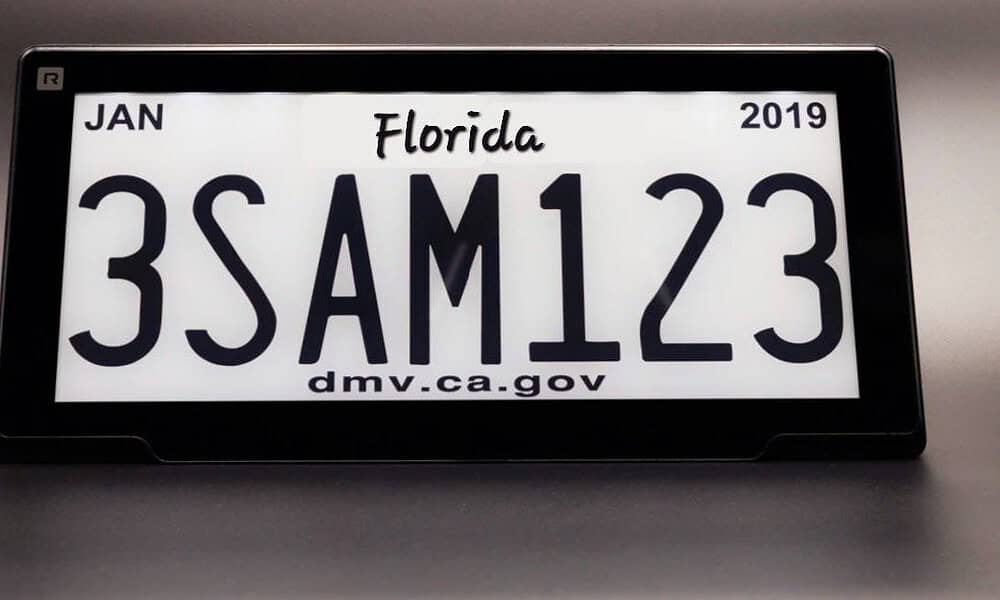 R
JAN Florida 2019
3SAM123
dmv.ca.gov